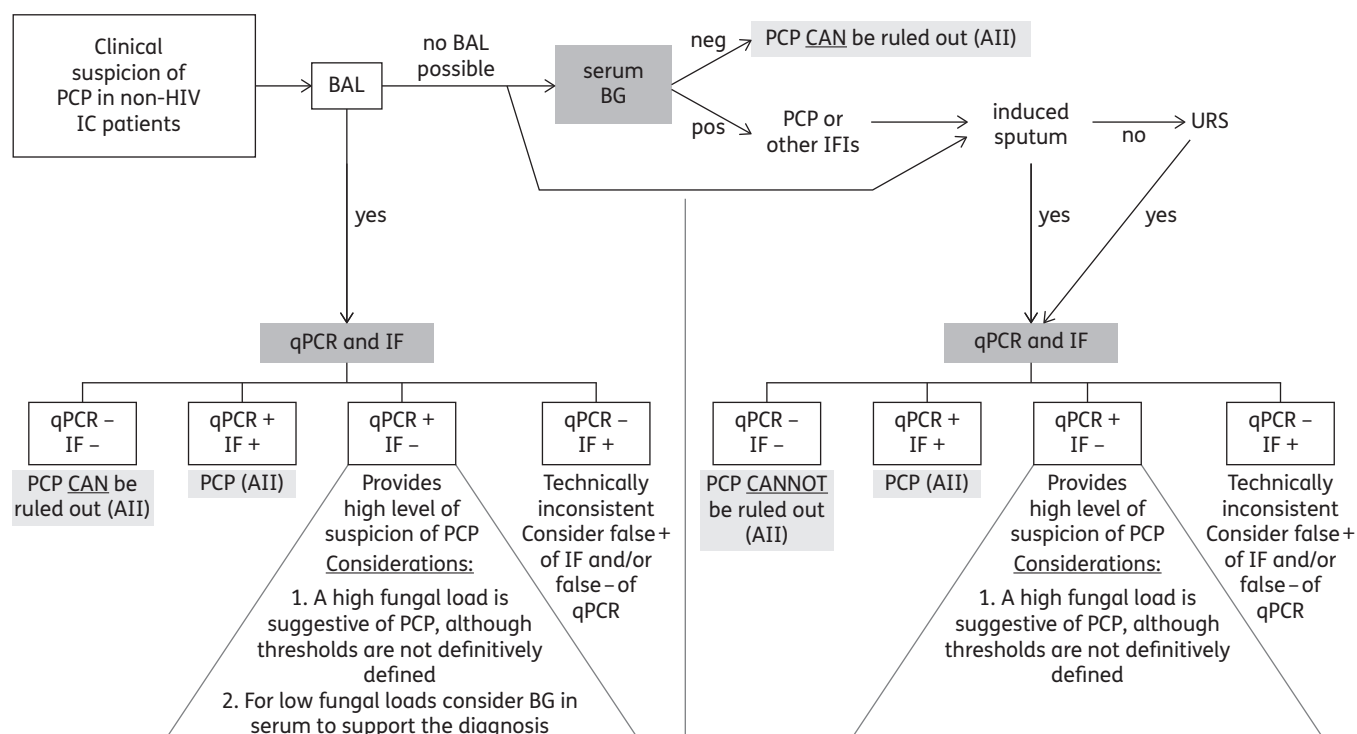 Clinical
suspicion of
PCP in non-HIV
IC patients
BAL
no BAL
possible
serum
BG
neg
PCP CAN be ruled out (AII)
pos
PCP or
other IFIs
induced
sputum
no
URS
yes
yes
yes
qPCR and IF
qPCR –
IF –
PCP CAN be
ruled out (AII)
qPCR +
IF +
PCP (AII)
qPCR +
IF –
Provides
high level of
suspicion of PCP
Considerations:
1. A high fungal load is
suggestive of PCP, although
thresholds are not definitively
defined
2. For low fungal loads consider BG in
serum to support the diagnosis
qPCR –
IF +
Technically
inconsistent
Consider false+
of IF and/or
false–of
qPCR
qPCR and IF
qPCR –
IF –
PCP CANNOT
be ruled out
(AII)
qPCR +
IF +
PCP (AII)
qPCR +
IF –
Provides
high level of
suspicion of PCP
Considerations:
1. A high fungal load is
suggestive of PCP, although
thresholds are not definitively
defined
qPCR –
IF +
Technically
inconsistent
Consider false+
of IF and/or
false–of
qPCR